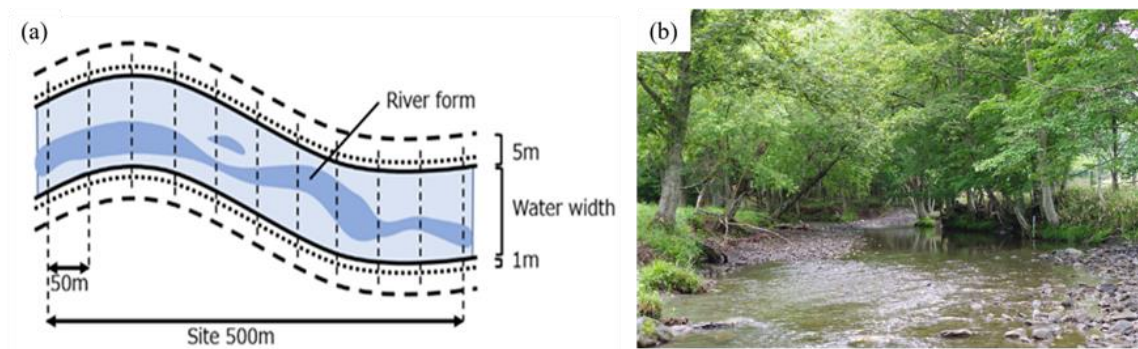 (a)
River form
5m
Water width
1m
50m
Site 500m
(b)